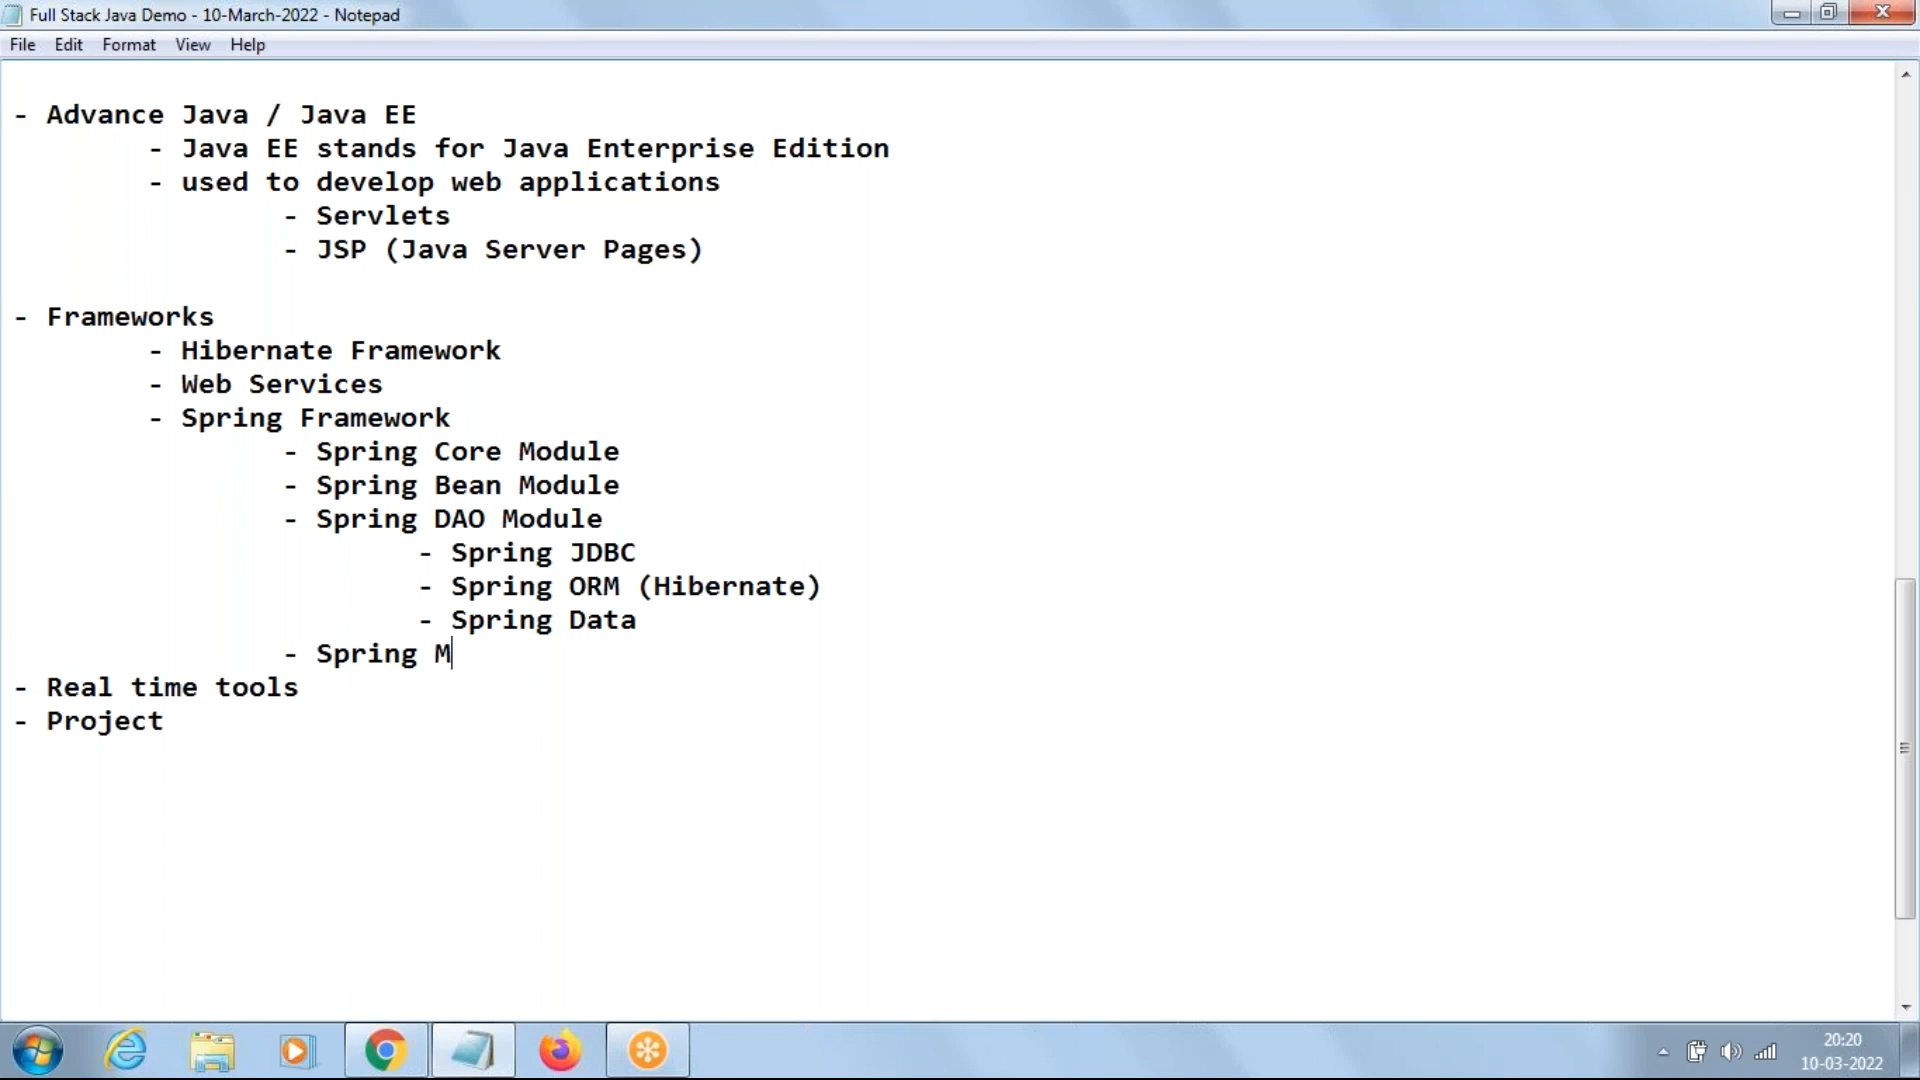 Full Stack Java Demo - 10-March-2022 - Notepad
File Edit Format View Help
- Advance Java / Java EE
- Java EE stands for Java Enterprise Edition
- used to develop web applications
- Servlets
- JSP (Java Server Pages)
- Frameworks
- Hibernate Framework
- Web Services
- Spring Framework
- Spring Core Module
- Spring Bean Module
- Spring DAO Module
- Spring JDBC
- Spring ORM (Hibernate)
- Spring Data
- Spring M
- Real time tools
- Project
20:20
10-03-2022